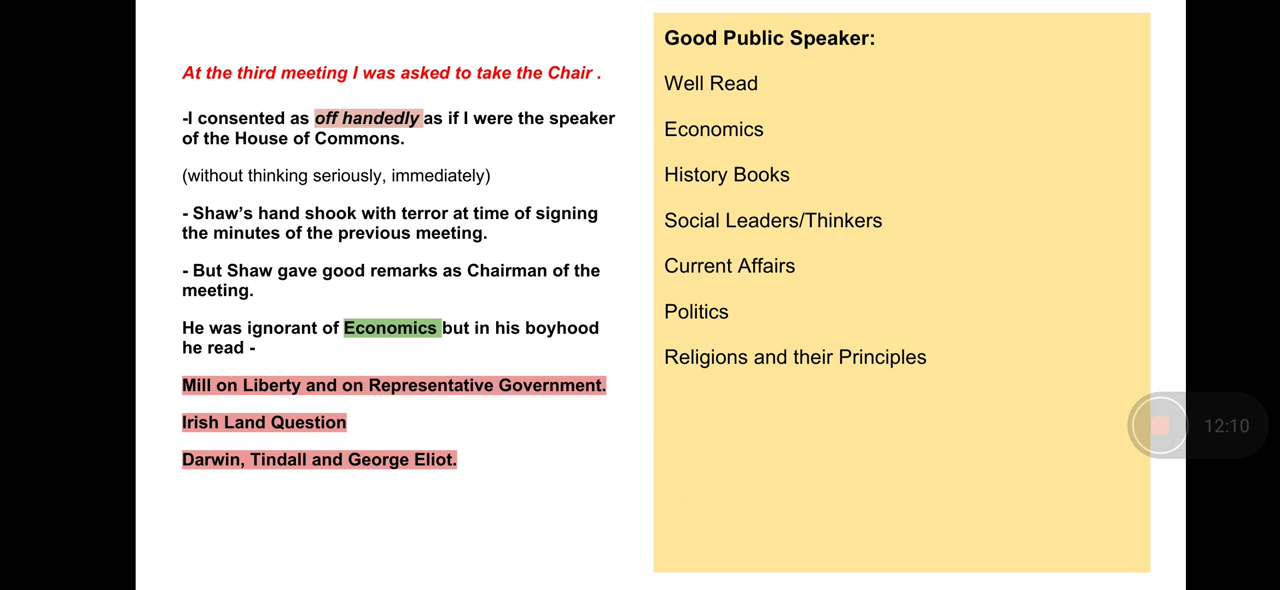 At the third meeting I was asked to take the Chair .
-I consented as off handedly as if I were the speaker
of the House of Commons.
(without thinking seriously, immediately)
- Shaw’s hand shook with terror at time of signing
the minutes of the previous meeting.
- But Shaw gave good remarks as Chairman of the
meeting.
He was ignorant of Economics but in his boyhood
he read -
Mill on Liberty and on Representative Government.
Irish Land Question
Darwin, Tindall and George Eliot.
Good Public Speaker:
Well Read
Economics
History Books
Social Leaders/Thinkers
Current Affairs
Politics
Religions and their Principles
12:10